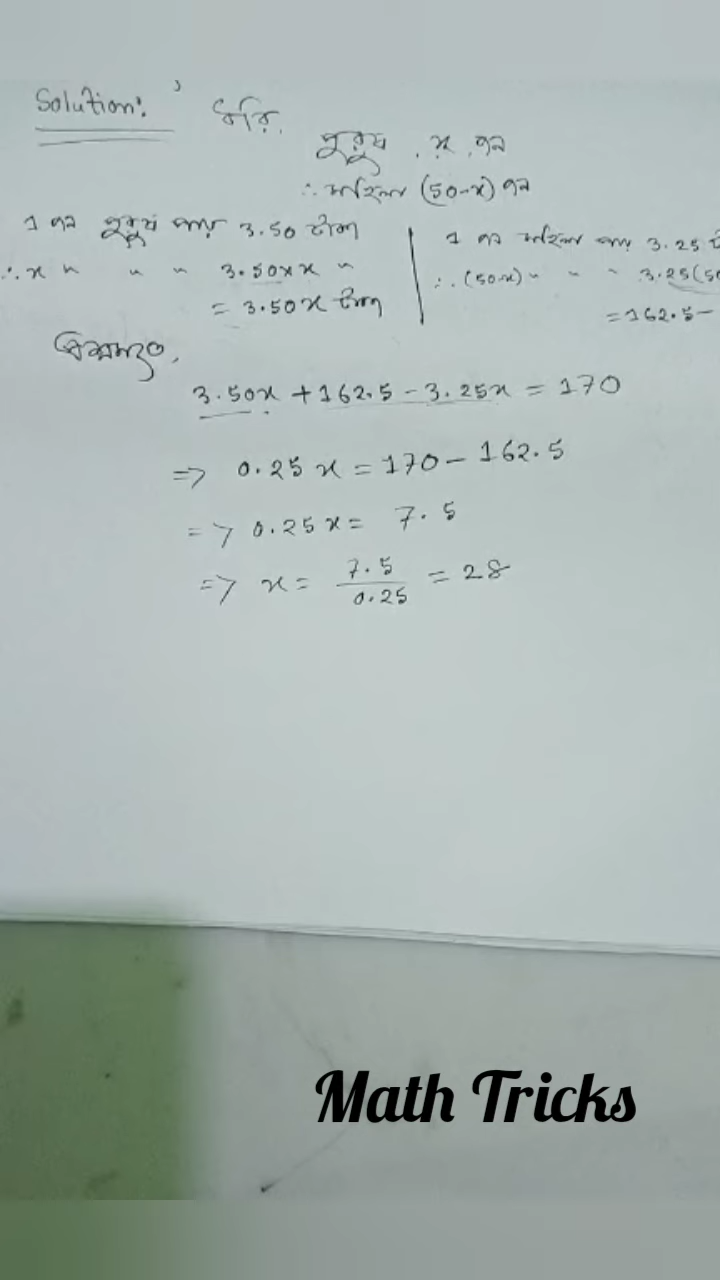 Solution: ধরি,
পুরুষ x জন
∴ মহিলা (50-x) জন
1 জন পুরুষ পায় 3.50 টাকা
∴ x " " " 3.50×x "
= 3.50x টাকা
1 জন মহিলা পায় 3.25
∴ (50-x) " " " 3.25(50
=162.5-
প্রশ্নমতে,
3.50x + 162.5 - 3.25x = 170
=> 0.25x = 170 - 162.5
=> 0.25x = 7.5
=> x = 7.5/0.25 = 28
Math Tricks